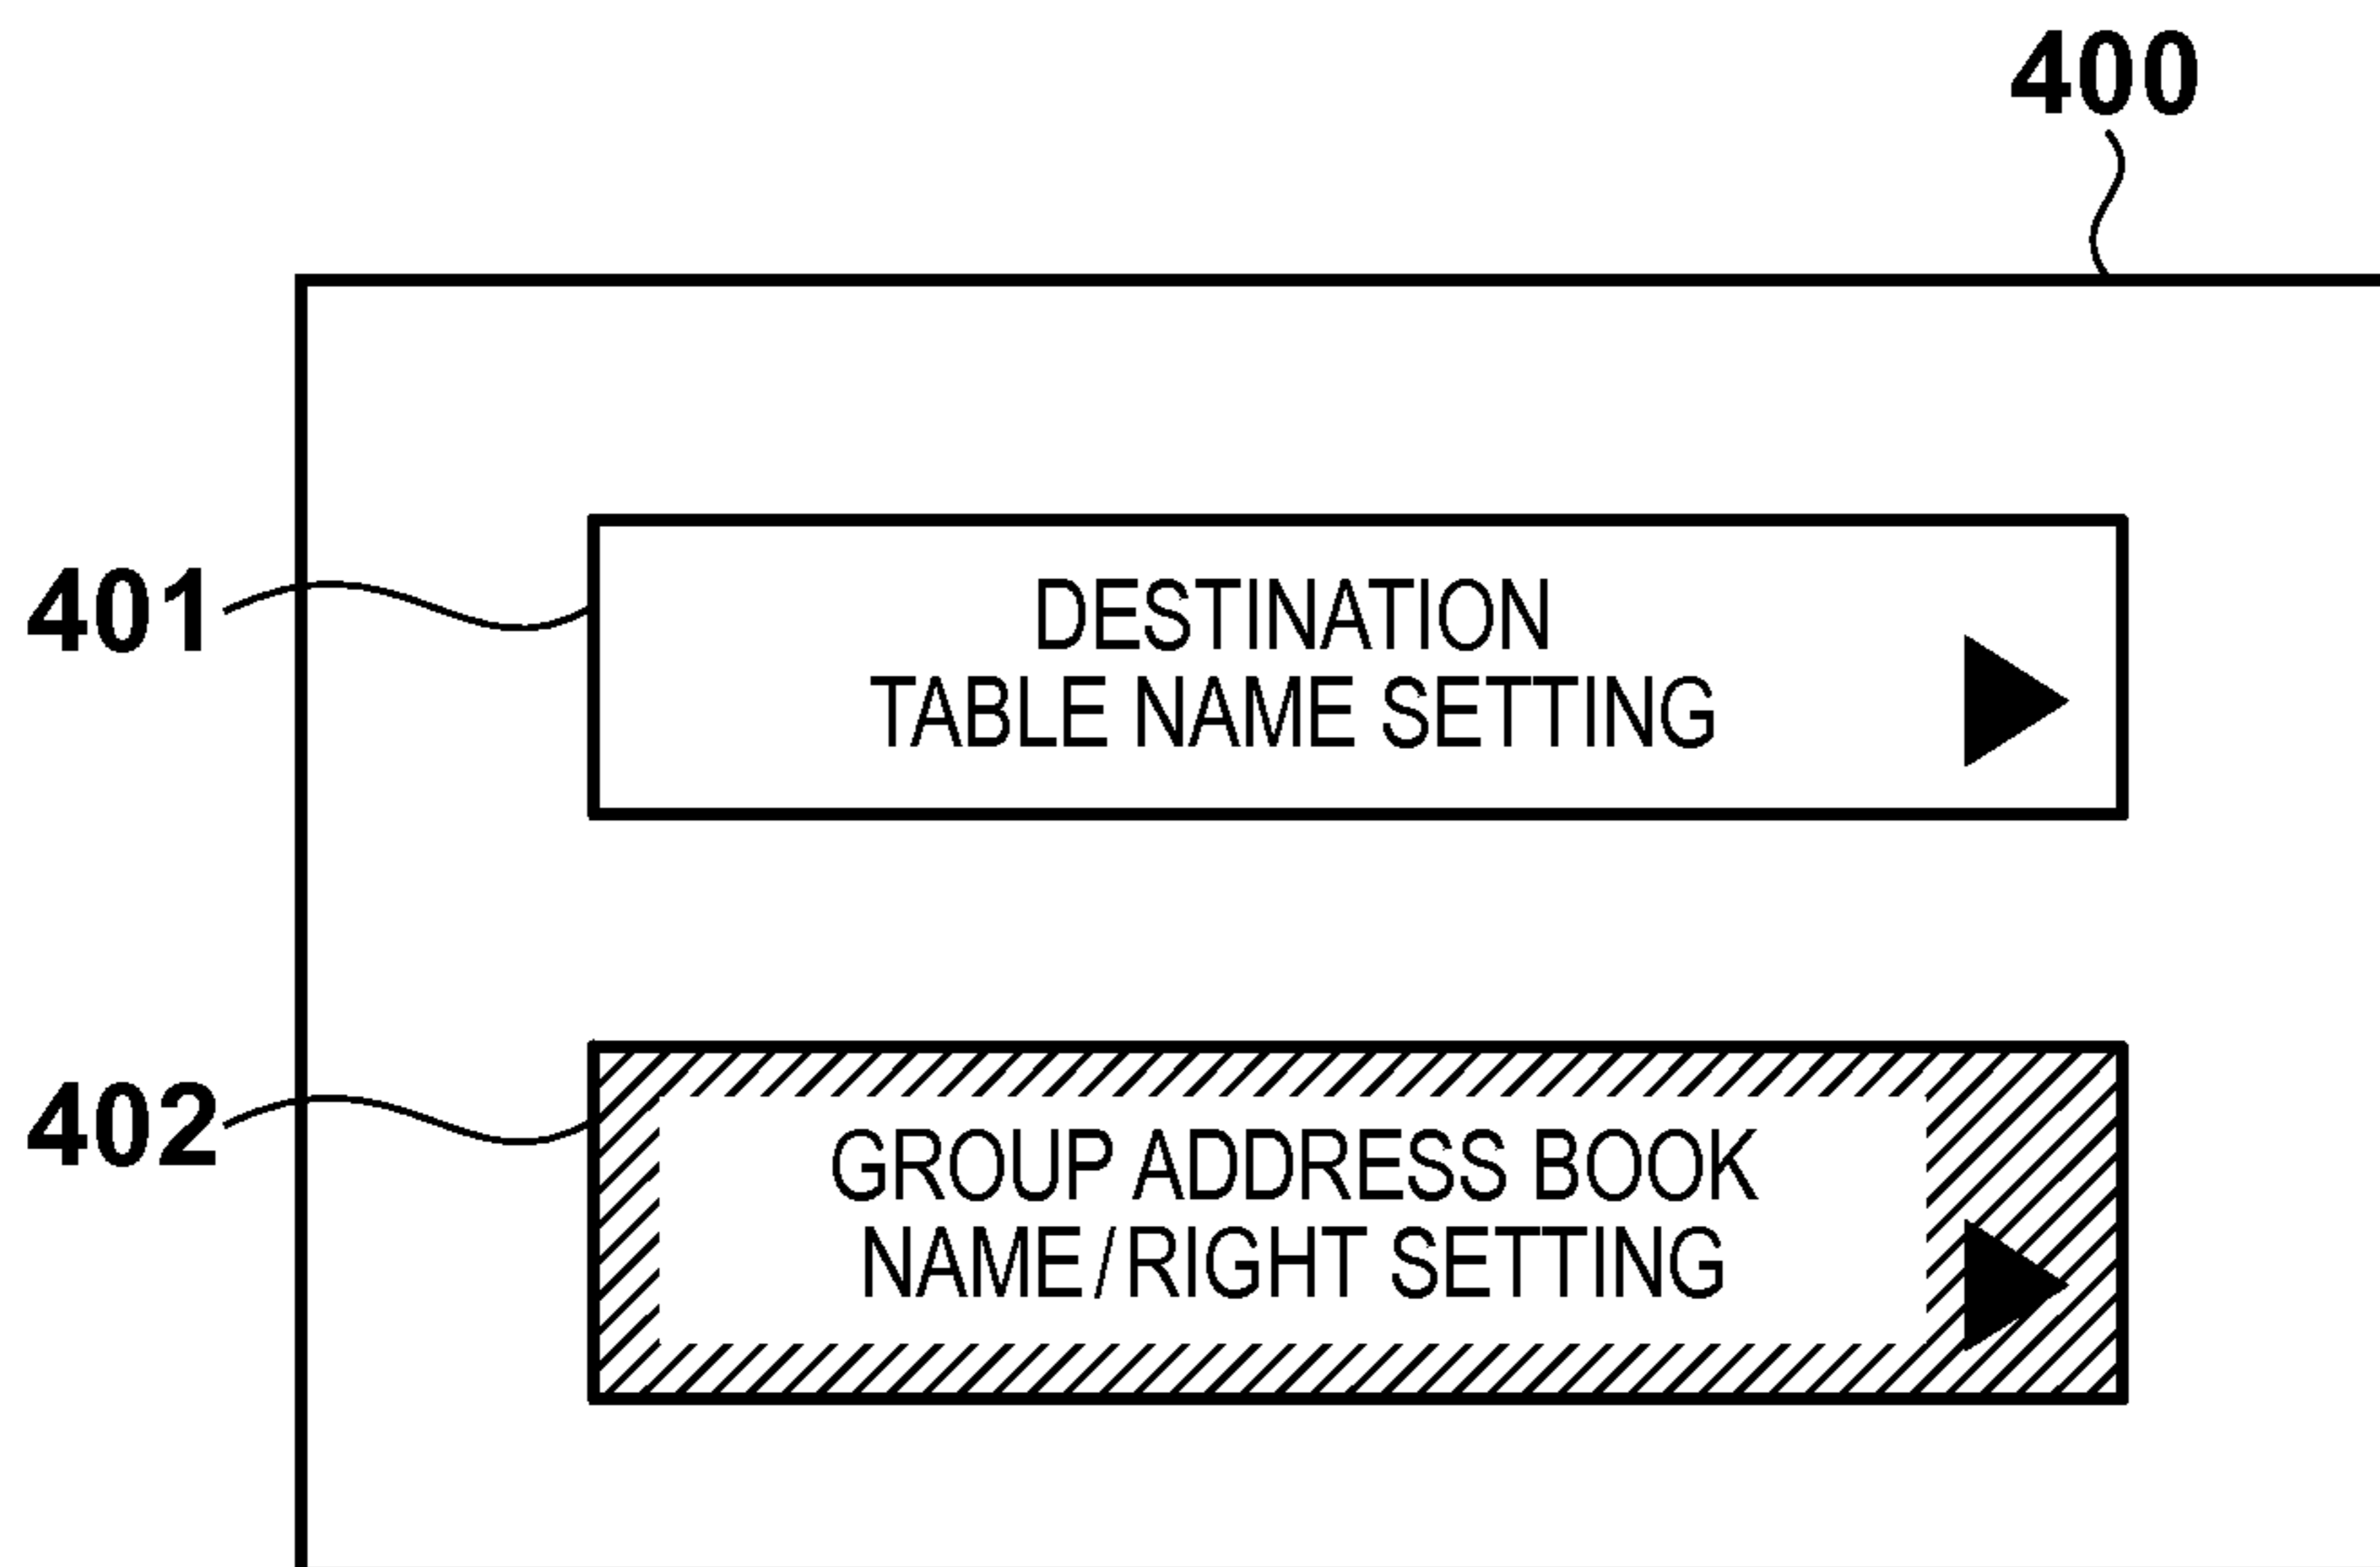 400
401
DESTINATION
TABLE NAME SETTING
402
GROUP ADDRESS BOOK
NAME/RIGHT SETTING